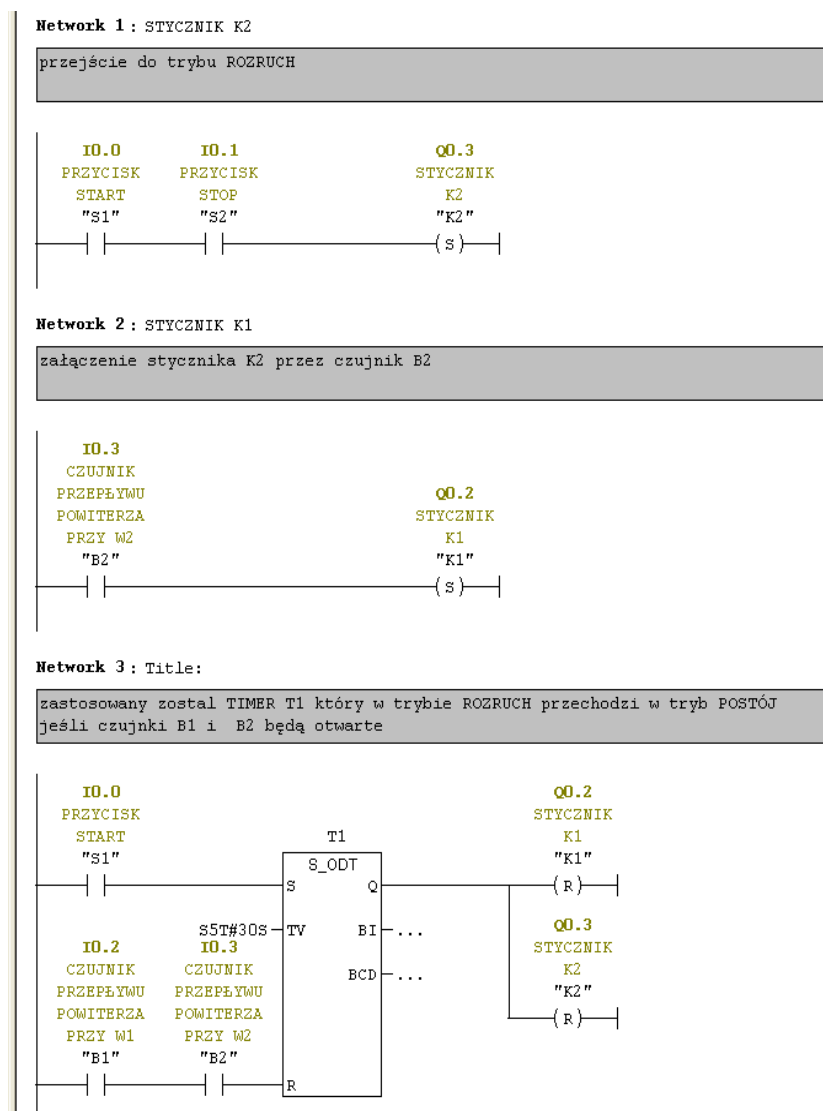 Network 1 : STYCZNIK K2
przejście do trybu ROZRUCH
I0.0 I0.1 Q0.3
PRZYCISK PRZYCISK STYCZNIK
START STOP K2
"S1" "S2" "K2"
( S )
Network 2 : STYCZNIK K1
załączenie stycznika K2 przez czujnik B2
I0.3
CZUJNIK
PRZEPŁYWU Q0.2
POWITERZA STYCZNIK
PRZY W2 K1
"B2" "K1"
( S )
Network 3 : Title:
zastosowany zostal TIMER T1 który w trybie ROZRUCH przechodzi w tryb POSTÓJ
jeśli czujnki B1 i B2 będą otwarte
I0.0 Q0.2
PRZYCISK STYCZNIK
START T1 K1
"S1" S_ODT "K1"
S Q ( R )
S5T#30S TV BI ... Q0.3
I0.2 I0.3 STYCZNIK
CZUJNIK CZUJNIK BCD ... K2
PRZEPŁYWU PRZEPŁYWU "K2"
POWITERZA POWITERZA ( R )
PRZY W1 PRZY W2
"B1" "B2"
R